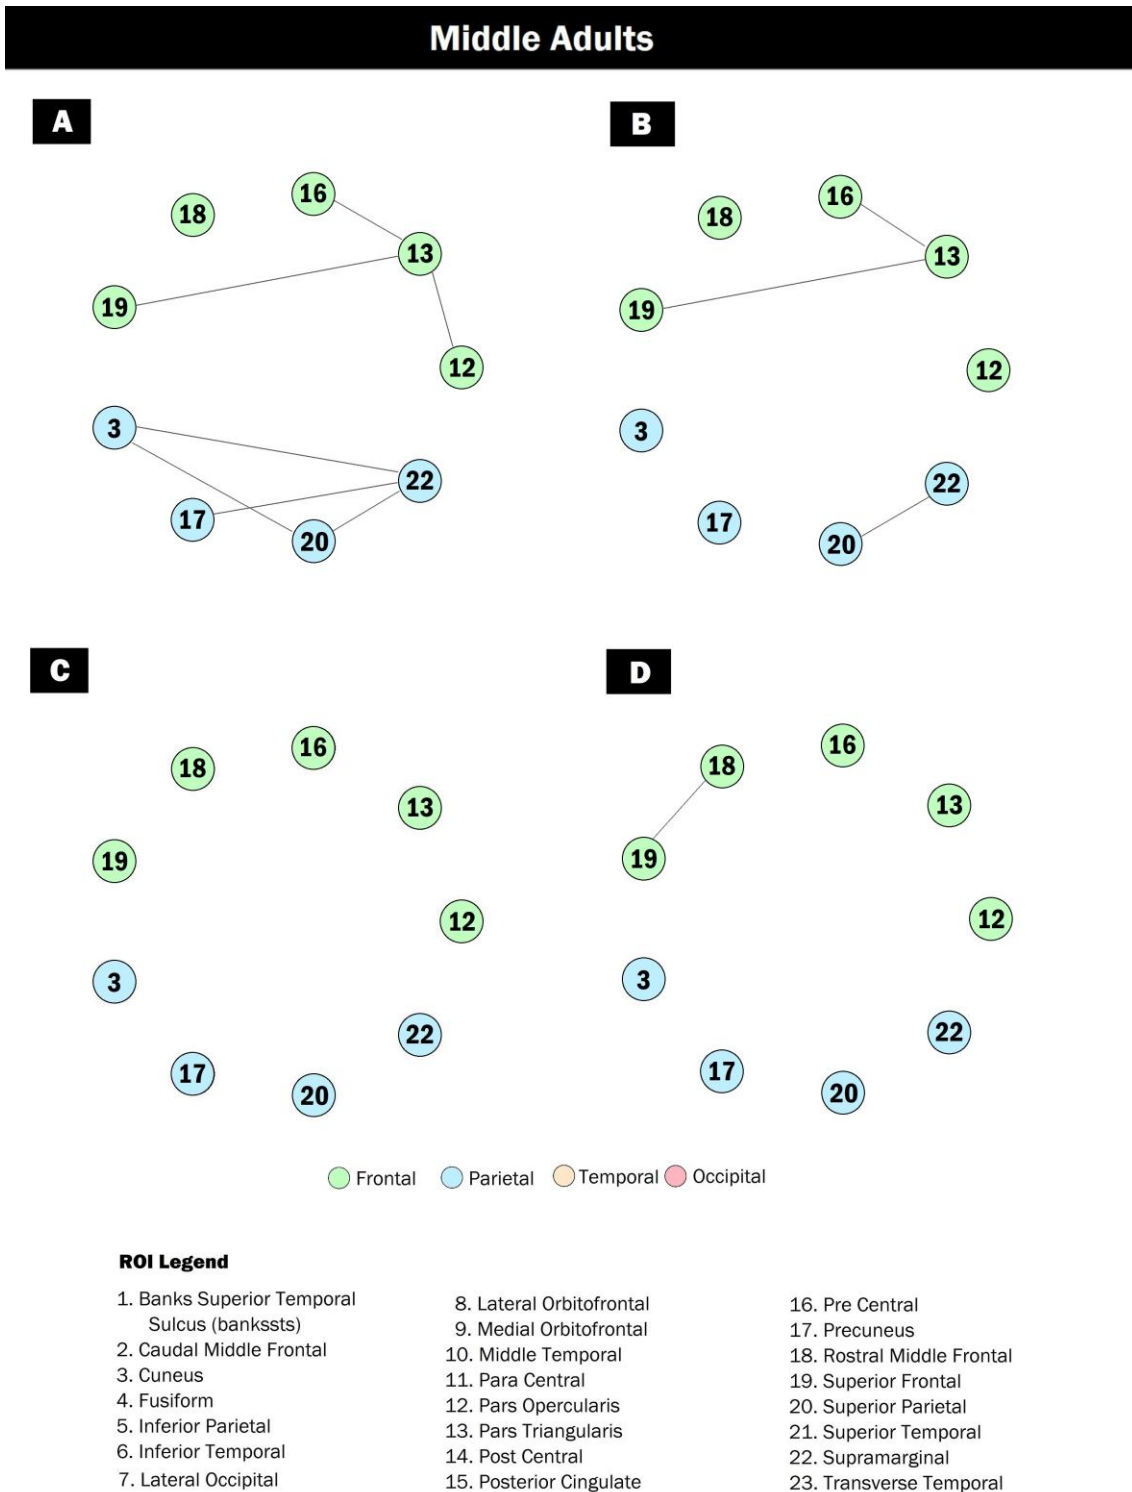 Middle Adults
A
B
16
18
13
19
12
3
22
17
20
16
18
13
19
12
3
22
17
20
C
D
16
18
13
19
12
3
22
17
20
16
18
13
19
12
3
22
17
20
Frontal
Parietal
Temporal
Occipital
ROI Legend
1. Banks Superior Temporal
Sulcus (bankssts)
2. Caudal Middle Frontal
3. Cuneus
4. Fusiform
5. Inferior Parietal
6. Inferior Temporal
7. Lateral Occipital
8. Lateral Orbitofrontal
9. Medial Orbitofrontal
10. Middle Temporal
11. Para Central
12. Pars Opercularis
13. Pars Triangularis
14. Post Central
15. Posterior Cingulate
16. Pre Central
17. Precuneus
18. Rostral Middle Frontal
19. Superior Frontal
20. Superior Parietal
21. Superior Temporal
22. Supramarginal
23. Transverse Temporal